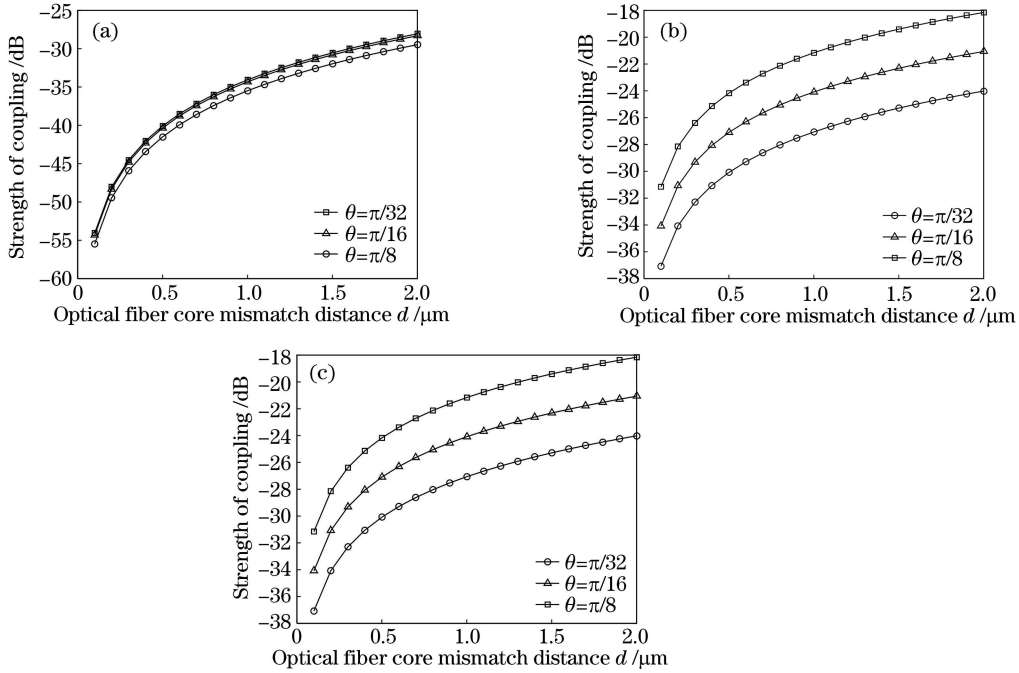 (a)
Strength of coupling /dB
−25
−30
−35
−40
−45
−50
−55
−60
0
0.5
1.0
1.5
2.0
θ=π/32
θ=π/16
θ=π/8
Optical fiber core mismatch distance d /μm
(b)
Strength of coupling /dB
−18
−20
−22
−24
−26
−28
−30
−32
−34
−36
−38
0
0.5
1.0
1.5
2.0
θ=π/32
θ=π/16
θ=π/8
Optical fiber core mismatch distance d /μm
(c)
Strength of coupling /dB
−18
−20
−22
−24
−26
−28
−30
−32
−34
−36
−38
0
0.5
1.0
1.5
2.0
θ=π/32
θ=π/16
θ=π/8
Optical fiber core mismatch distance d /μm